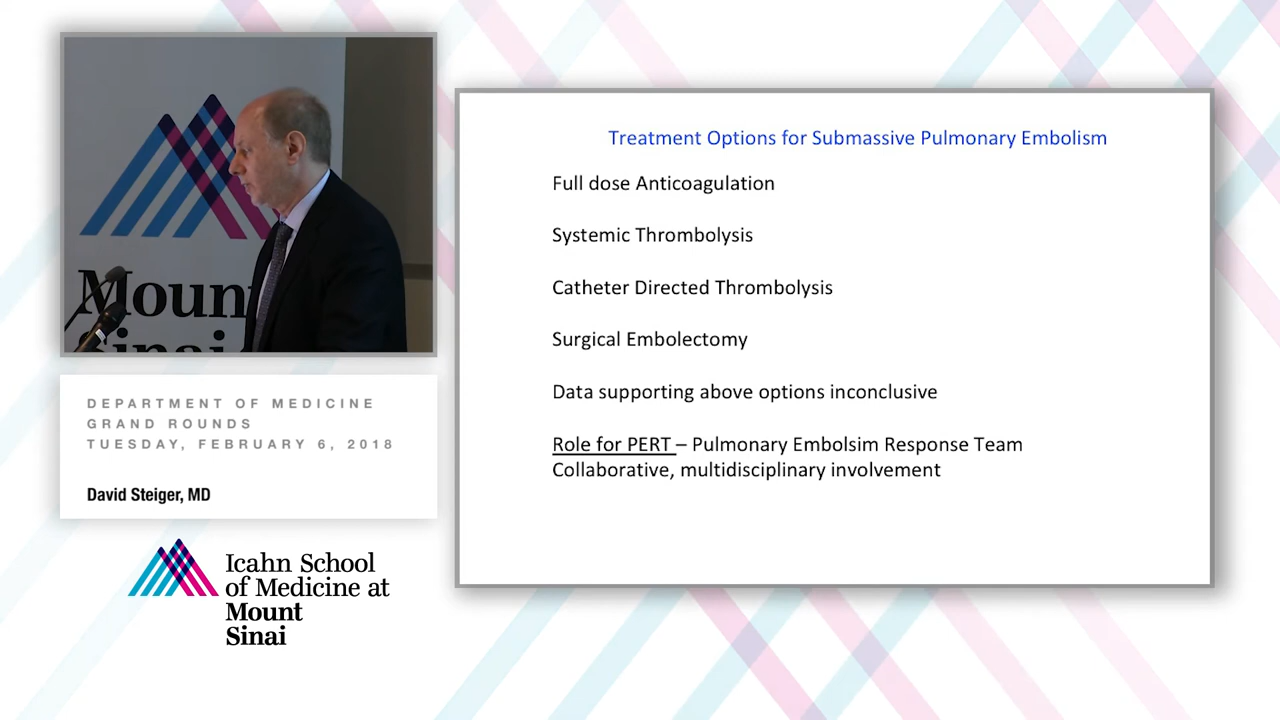 Mount
Sinai
DEPARTMENT OF MEDICINE
GRAND ROUNDS
TUESDAY, FEBRUARY 6, 2018
David Steiger, MD
Icahn School
of Medicine at
Mount
Sinai
Treatment Options for Submassive Pulmonary Embolism
Full dose Anticoagulation
Systemic Thrombolysis
Catheter Directed Thrombolysis
Surgical Embolectomy
Data supporting above options inconclusive
Role for PERT – Pulmonary Embolsim Response Team
Collaborative, multidisciplinary involvement